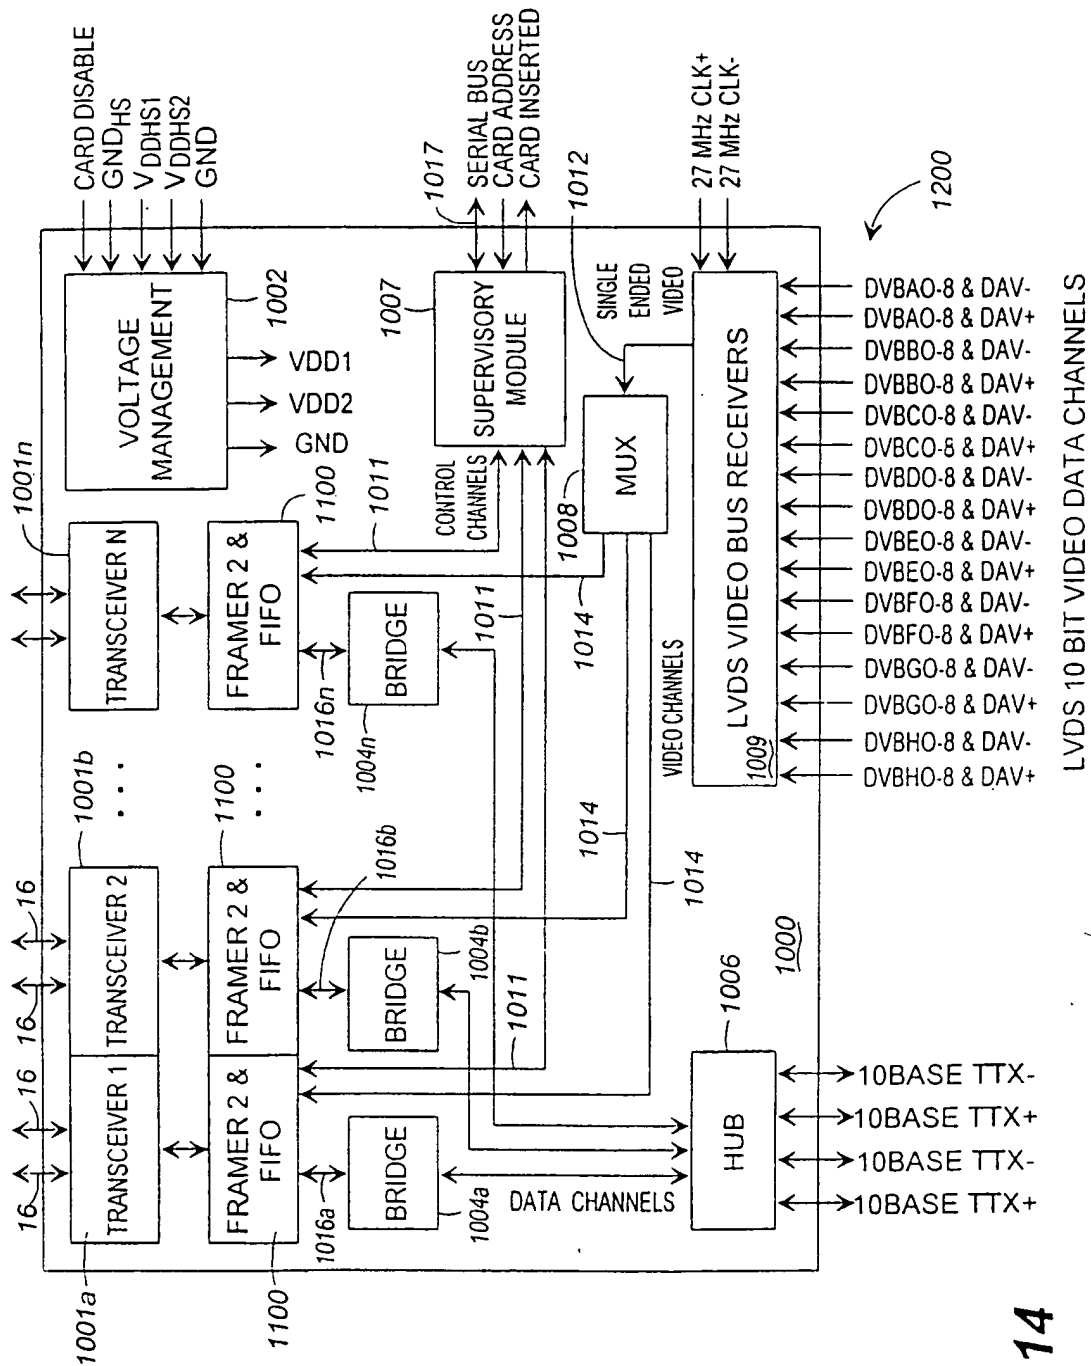 CARD DISABLE
GNDHS
VDDHS1
VDDHS2
GND
VOLTAGE
MANAGEMENT
1002
VDD1
VDD2
GND
1017
SERIAL BUS
CARD ADDRESS
CARD INSERTED
1007
SUPERVISORY
MODULE
CONTROL
CHANNELS
1012
SINGLE
ENDED
VIDEO
27 MHz CLK+
27 MHz CLK-
1200
1001n
TRANSCEIVER N
1100
FRAMER 2 &
FIFO
1011
1008
MUX
1014
1011
1016n
BRIDGE
1004n
VIDEO CHANNELS
LVDS VIDEO BUS RECEIVERS
1009
DVBAO-8 & DAV-
DVBAO-8 & DAV+
DVBBO-8 & DAV-
DVBBO-8 & DAV+
DVBCO-8 & DAV-
DVBCO-8 & DAV+
DVBDO-8 & DAV-
DVBDO-8 & DAV+
DVBEO-8 & DAV-
DVBEO-8 & DAV+
DVBFO-8 & DAV-
DVBFO-8 & DAV+
DVBGO-8 & DAV-
DVBGO-8 & DAV+
DVBHO-8 & DAV-
DVBHO-8 & DAV+
LVDS 10 BIT VIDEO DATA CHANNELS
. . .
. . .
1001b
16
16
TRANSCEIVER 2
1100
FRAMER 2 &
FIFO
1016b
BRIDGE
1004b
1014
1014
1011
1000
16
16
TRANSCEIVER 1
1001a
FRAMER 2 &
FIFO
1100
1016a
BRIDGE
1004a
DATA CHANNELS
1006
HUB
10BASE TTX-
10BASE TTX+
10BASE TTX-
10BASE TTX+
14